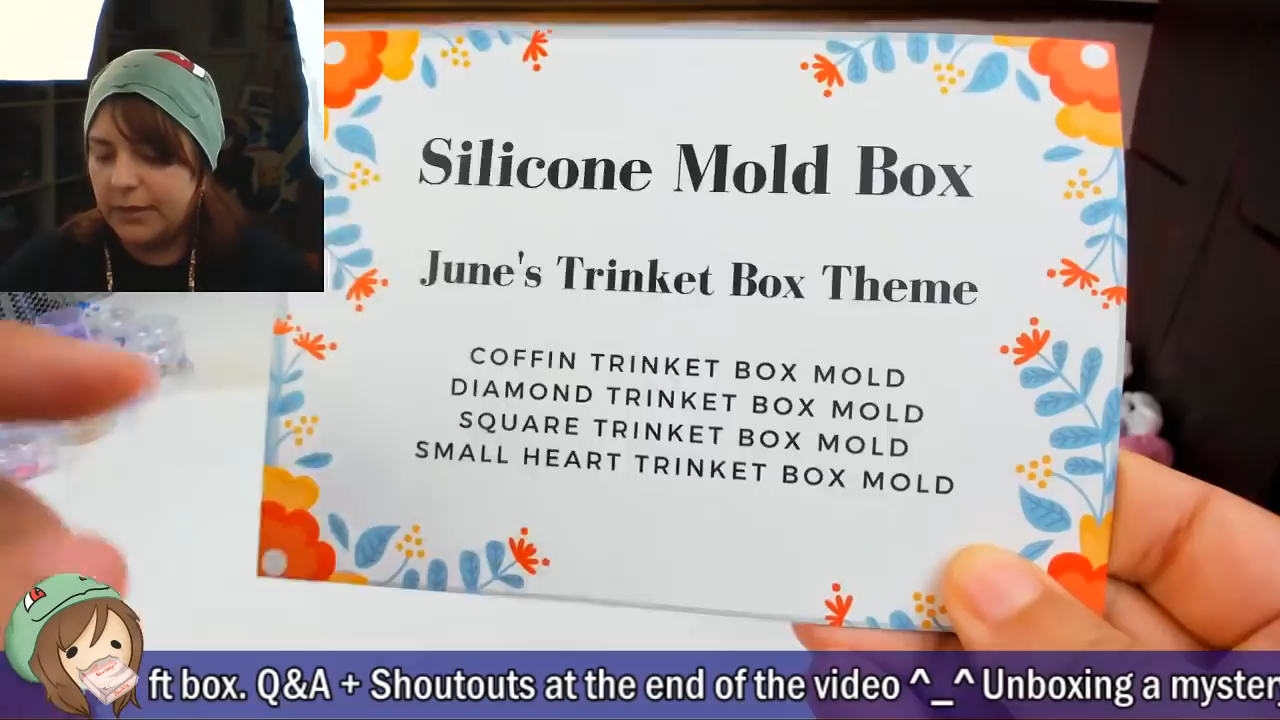 Silicone Mold Box
June's Trinket Box Theme
COFFIN TRINKET BOX MOLD
DIAMOND TRINKET BOX MOLD
SQUARE TRINKET BOX MOLD
SMALL HEART TRINKET BOX MOLD
ft box. Q&A + Shoutouts at the end of the video ^_^ Unboxing a myster